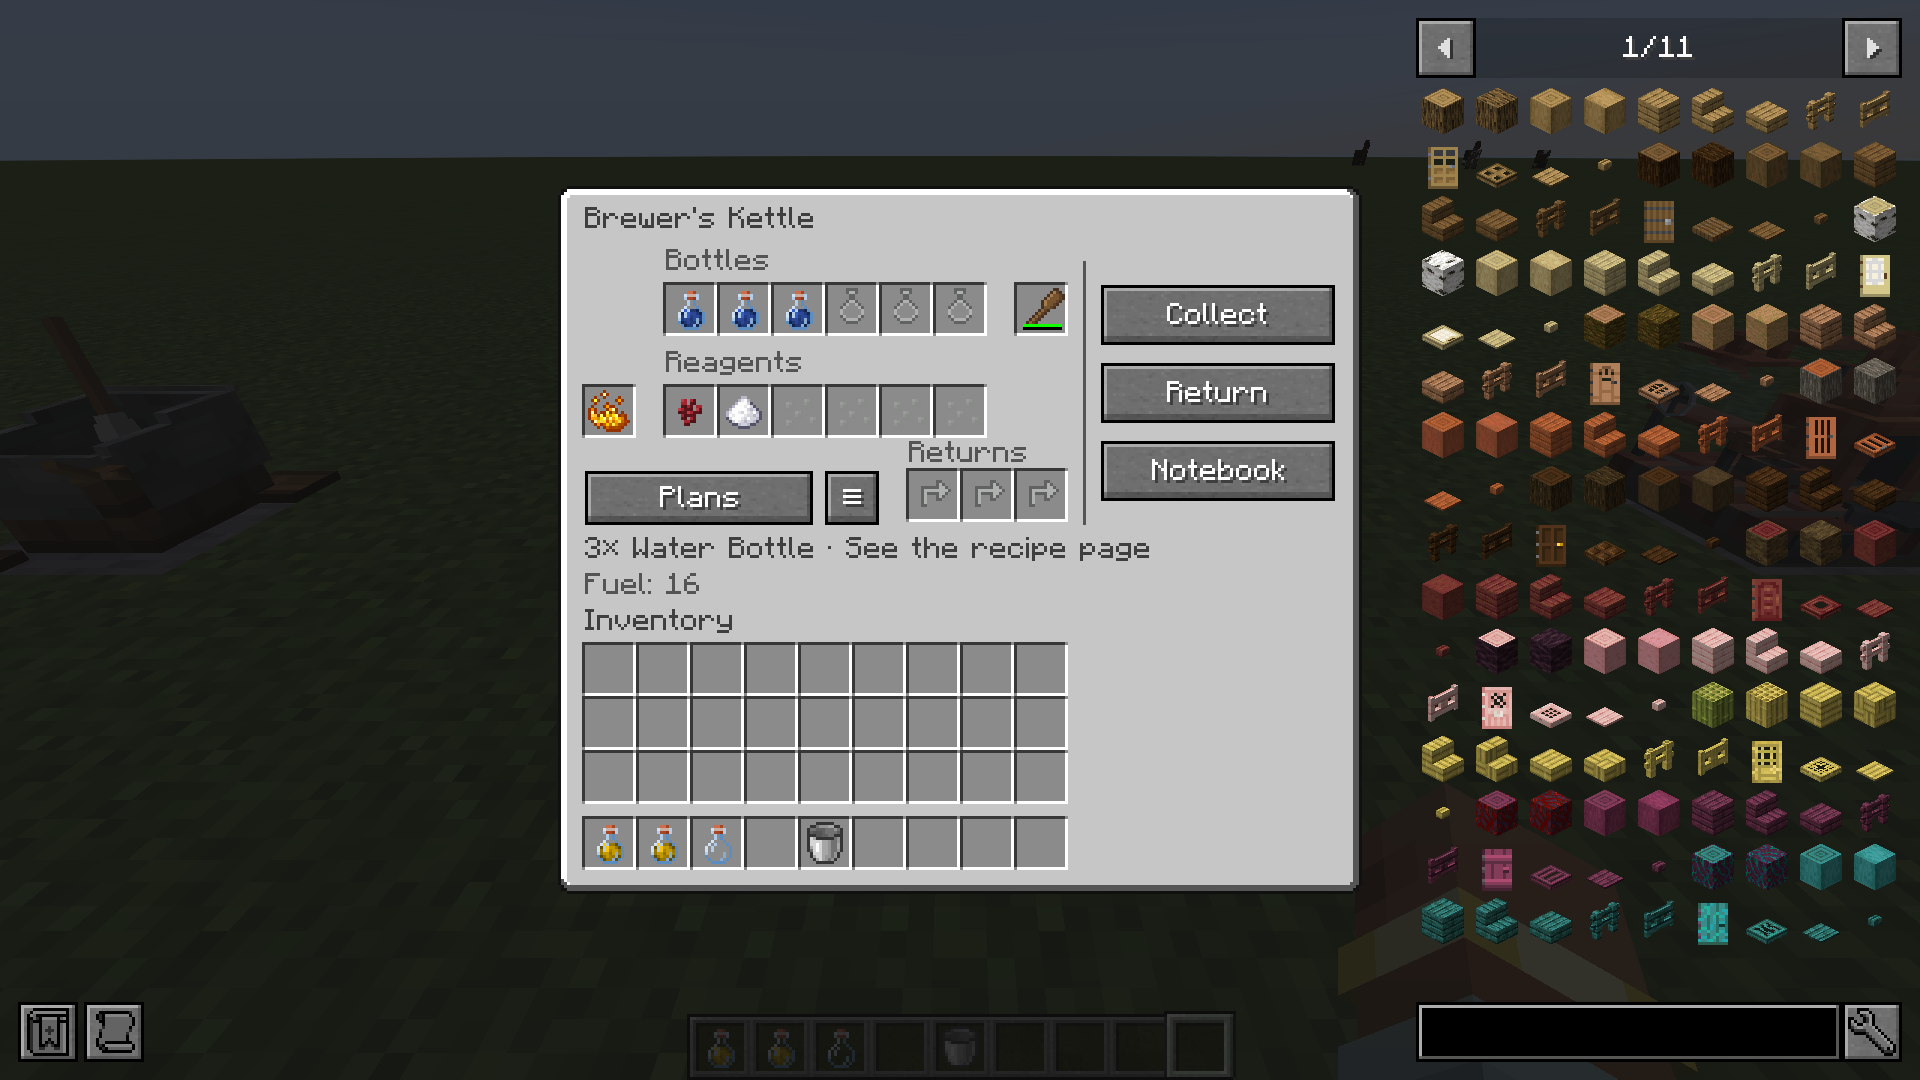 1/11
Brewer's Kettle
Bottles
Collect
Reagents
Return
Returns
Notebook
Plans
3× Water Bottle · See the recipe page
Fuel: 16
Inventory